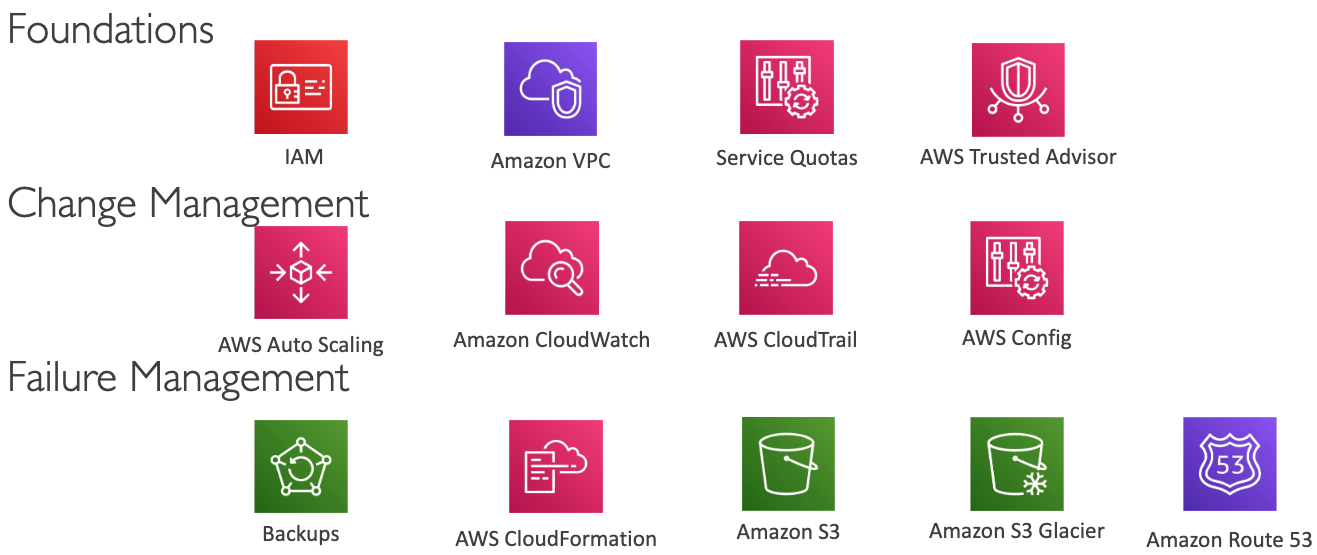 Foundations
IAM
Amazon VPC
Service Quotas
AWS Trusted Advisor
Change Management
AWS Auto Scaling
Amazon CloudWatch
AWS CloudTrail
AWS Config
Failure Management
Backups
AWS CloudFormation
Amazon S3
Amazon S3 Glacier
53
Amazon Route 53